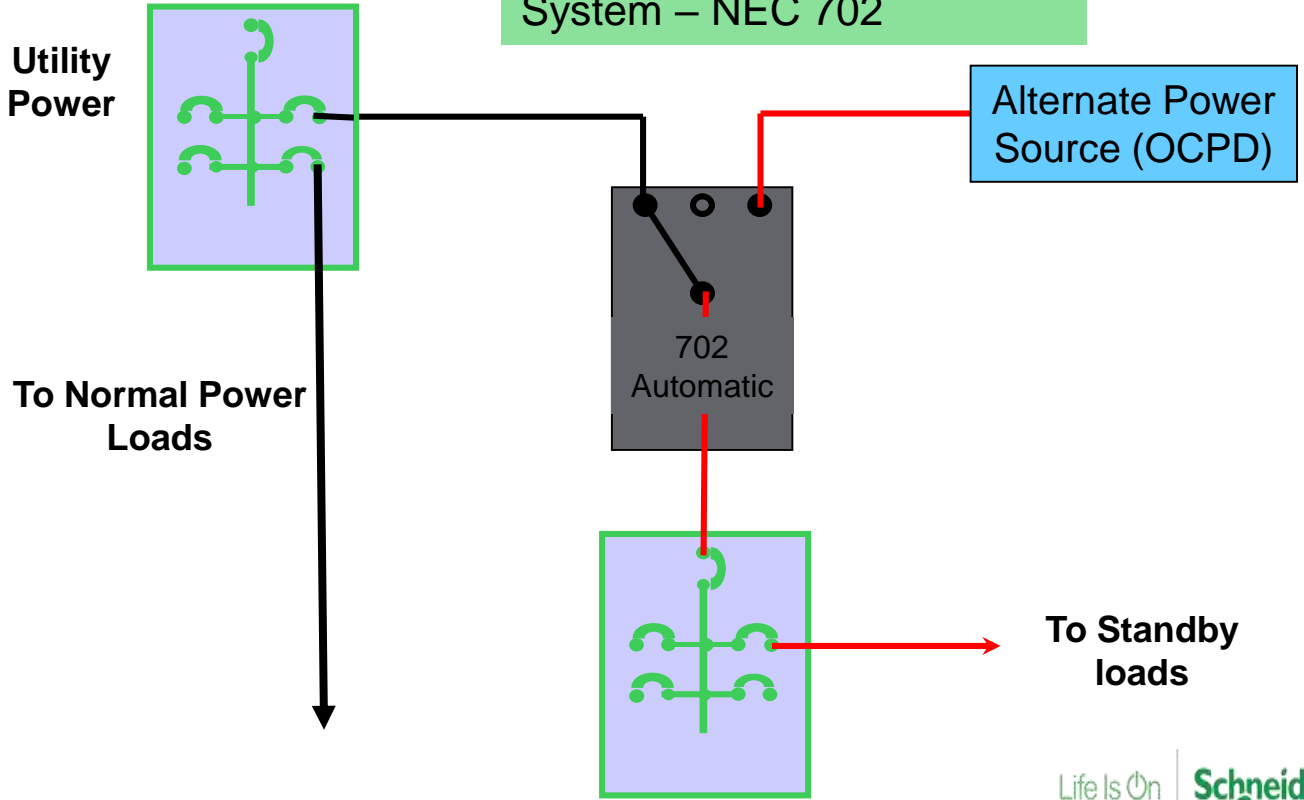 System – NEC 702
Utility
Power
Alternate Power
Source (OCPD)
702
Automatic
To Normal Power
Loads
To Standby
loads
Life Is On
Schneid